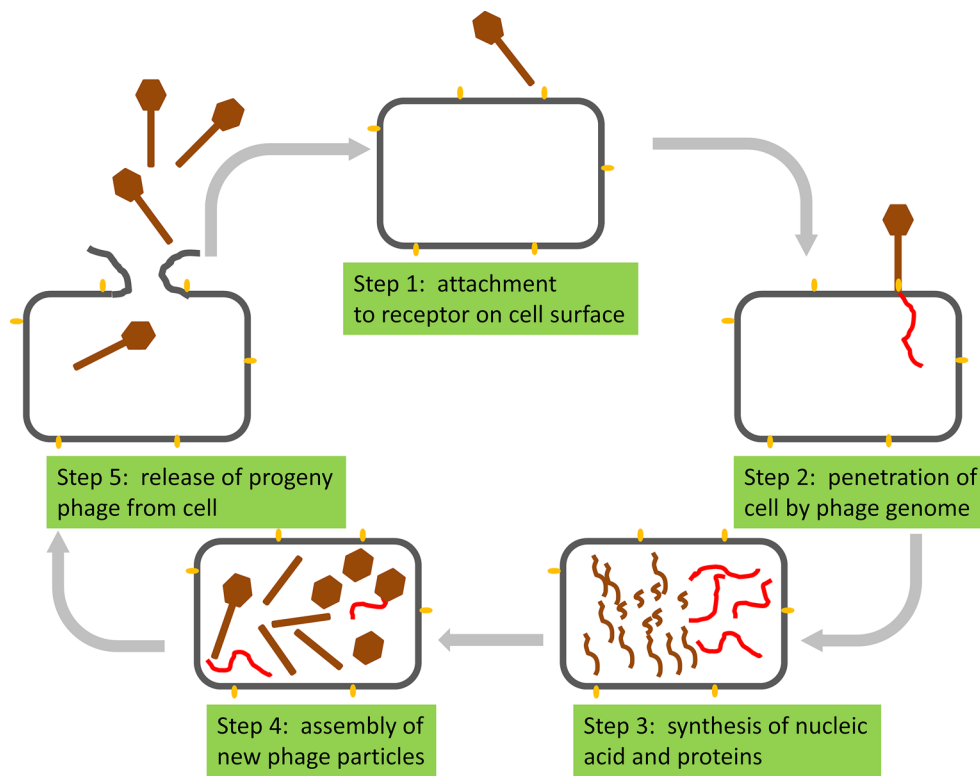 Step 1:  attachment
to receptor on cell surface
Step 2:  penetration of
cell by phage genome
Step 3:  synthesis of nucleic
acid and proteins
Step 4:  assembly of
new phage particles
Step 5:  release of progeny
phage from cell